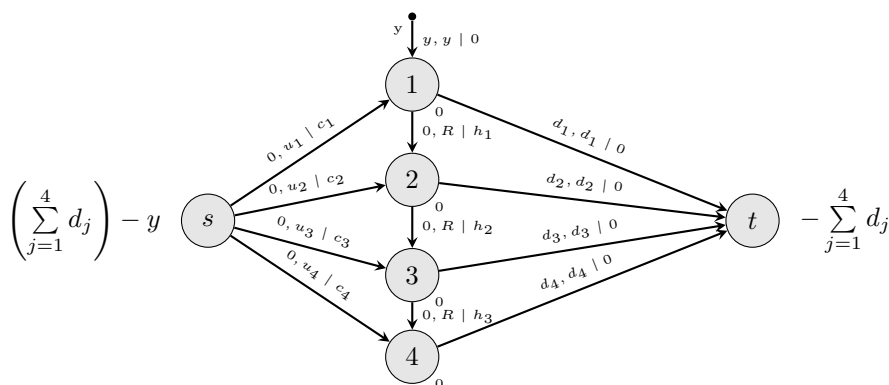 y
y, y | 0
1
0
0, u₁ | c₁
d₁, d₁ | 0
0, R | h₁
2
0
0, u₂ | c₂
d₂, d₂ | 0
(∑_{j=1}^{4} d_j) − y
s
0, R | h₂
t
− ∑_{j=1}^{4} d_j
0, u₃ | c₃
d₃, d₃ | 0
3
0
0, u₄ | c₄
d₄, d₄ | 0
0, R | h₃
4
0